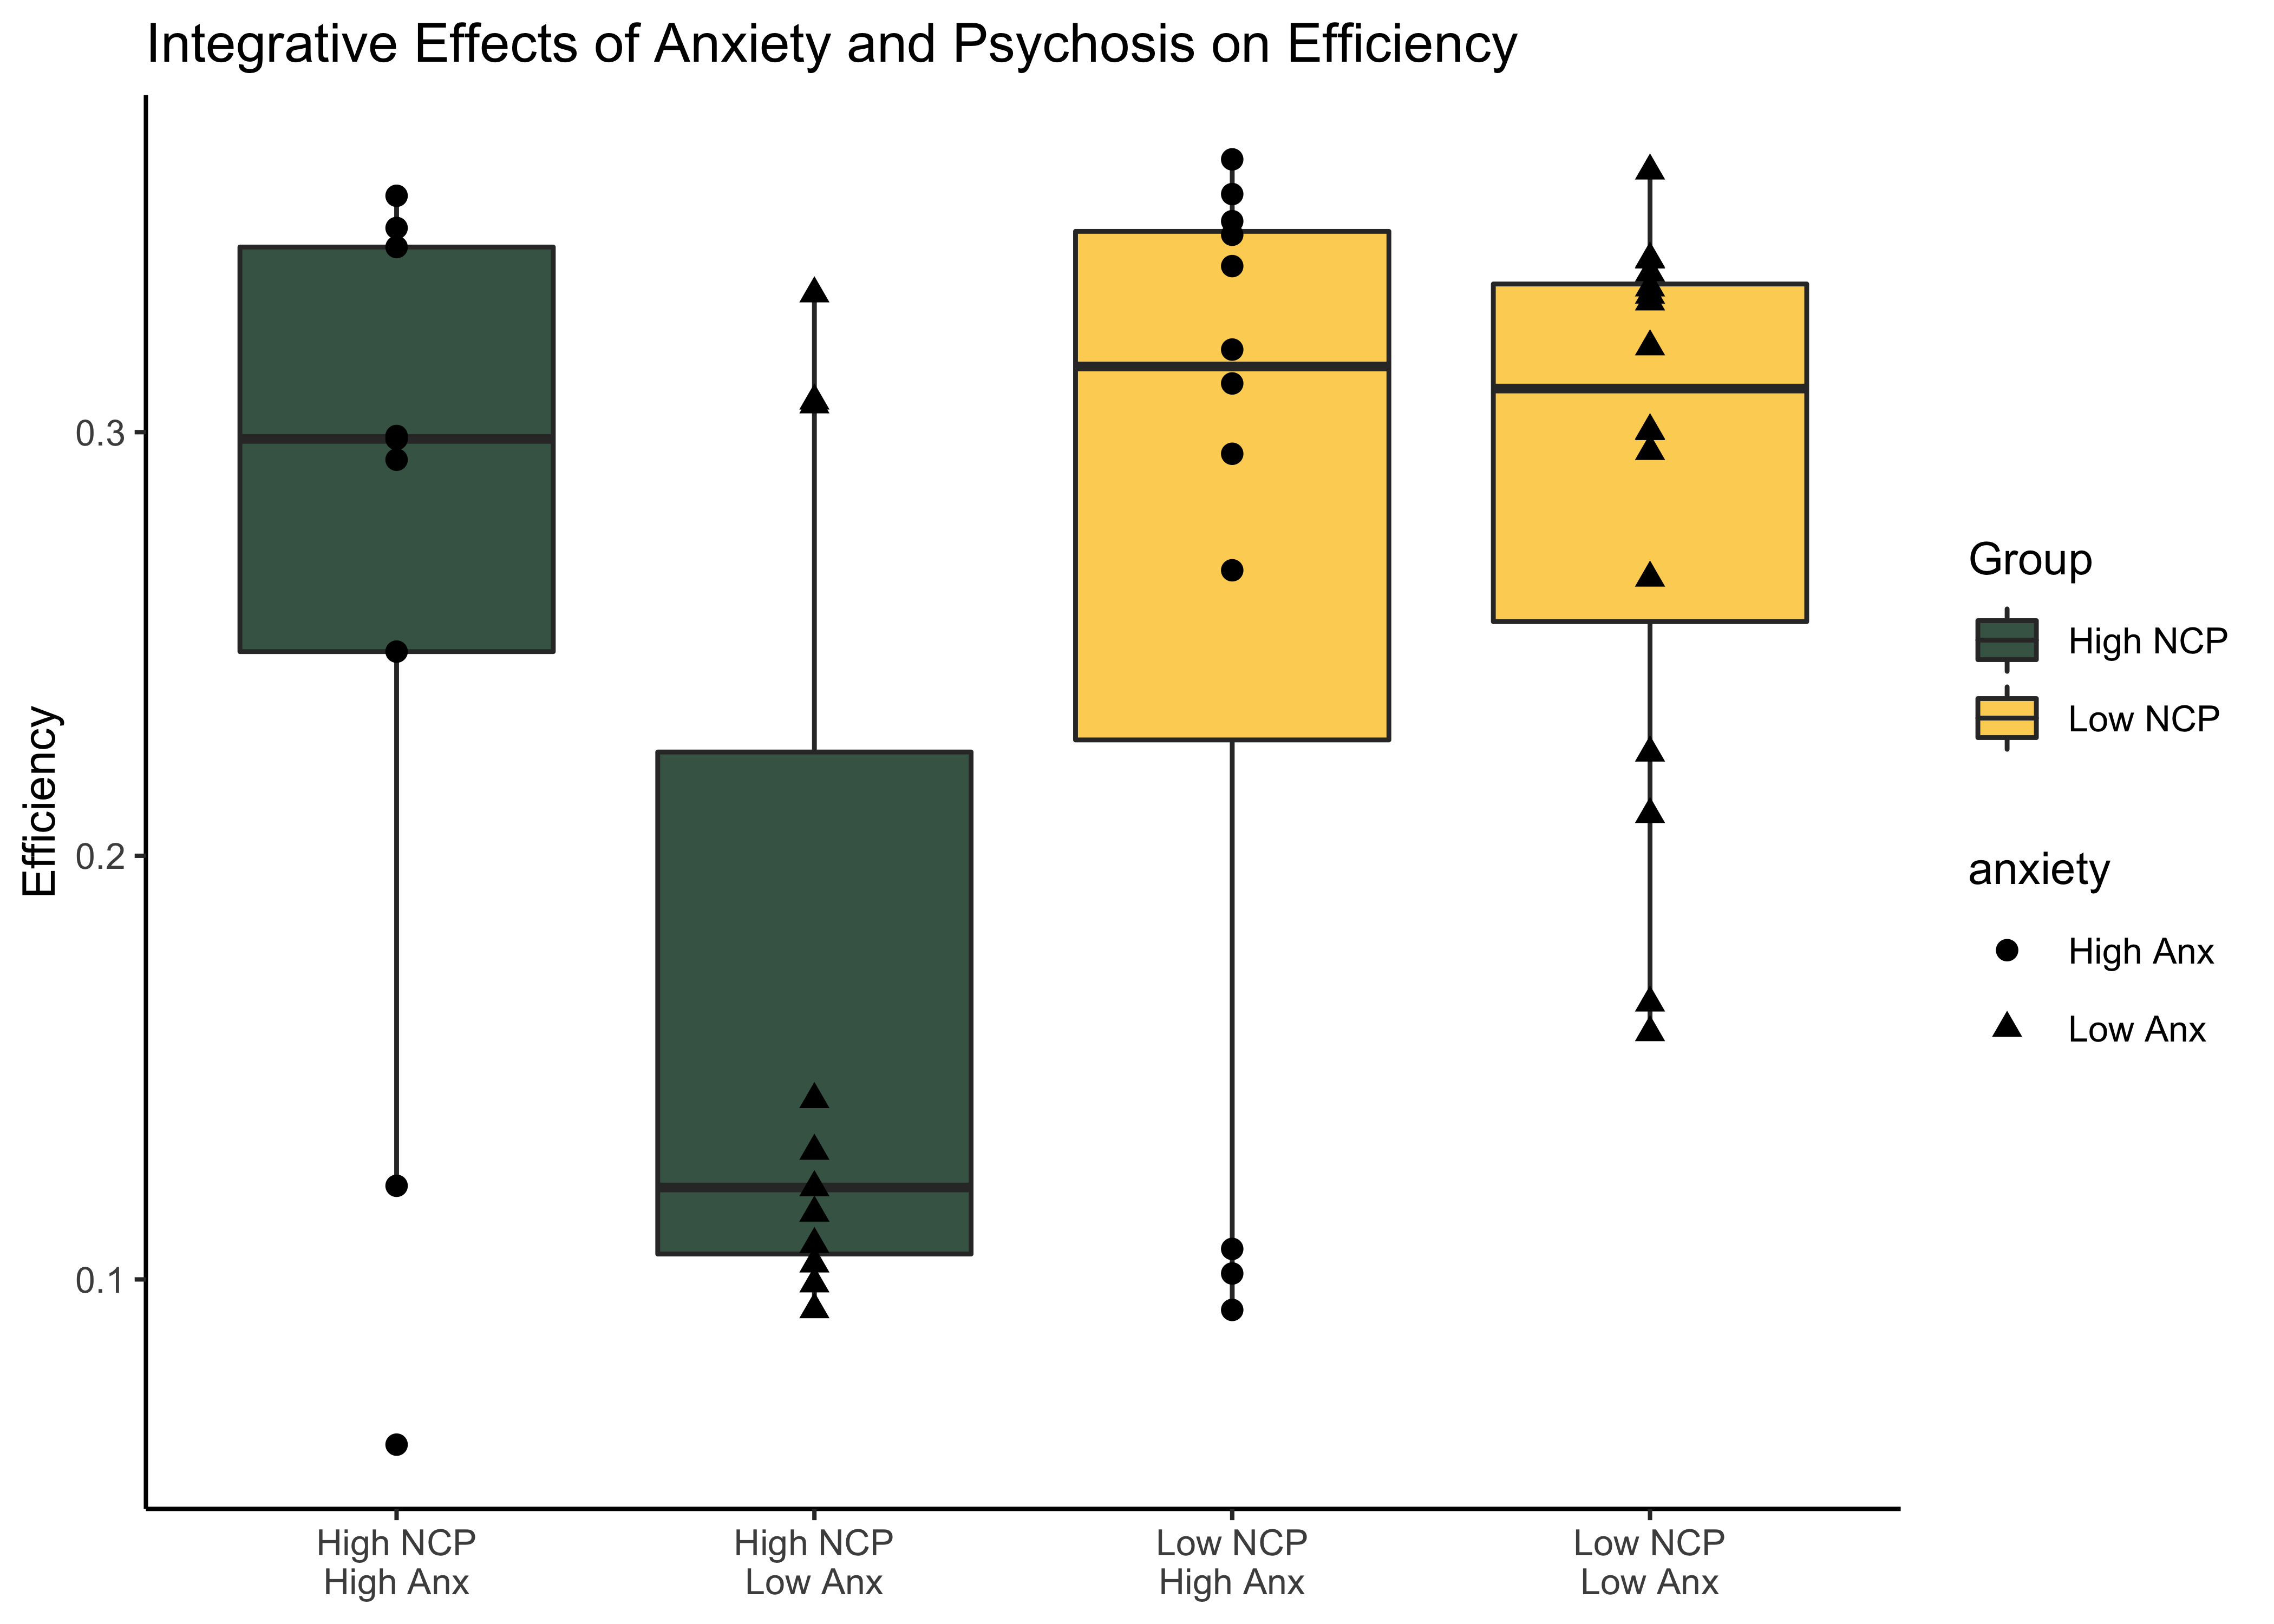 Integrative Effects of Anxiety and Psychosis on Efficiency
Efficiency
0.3
0.2
0.1
High NCP
High Anx
High NCP
Low Anx
Low NCP
High Anx
Low NCP
Low Anx
Group
High NCP
Low NCP
anxiety
High Anx
Low Anx